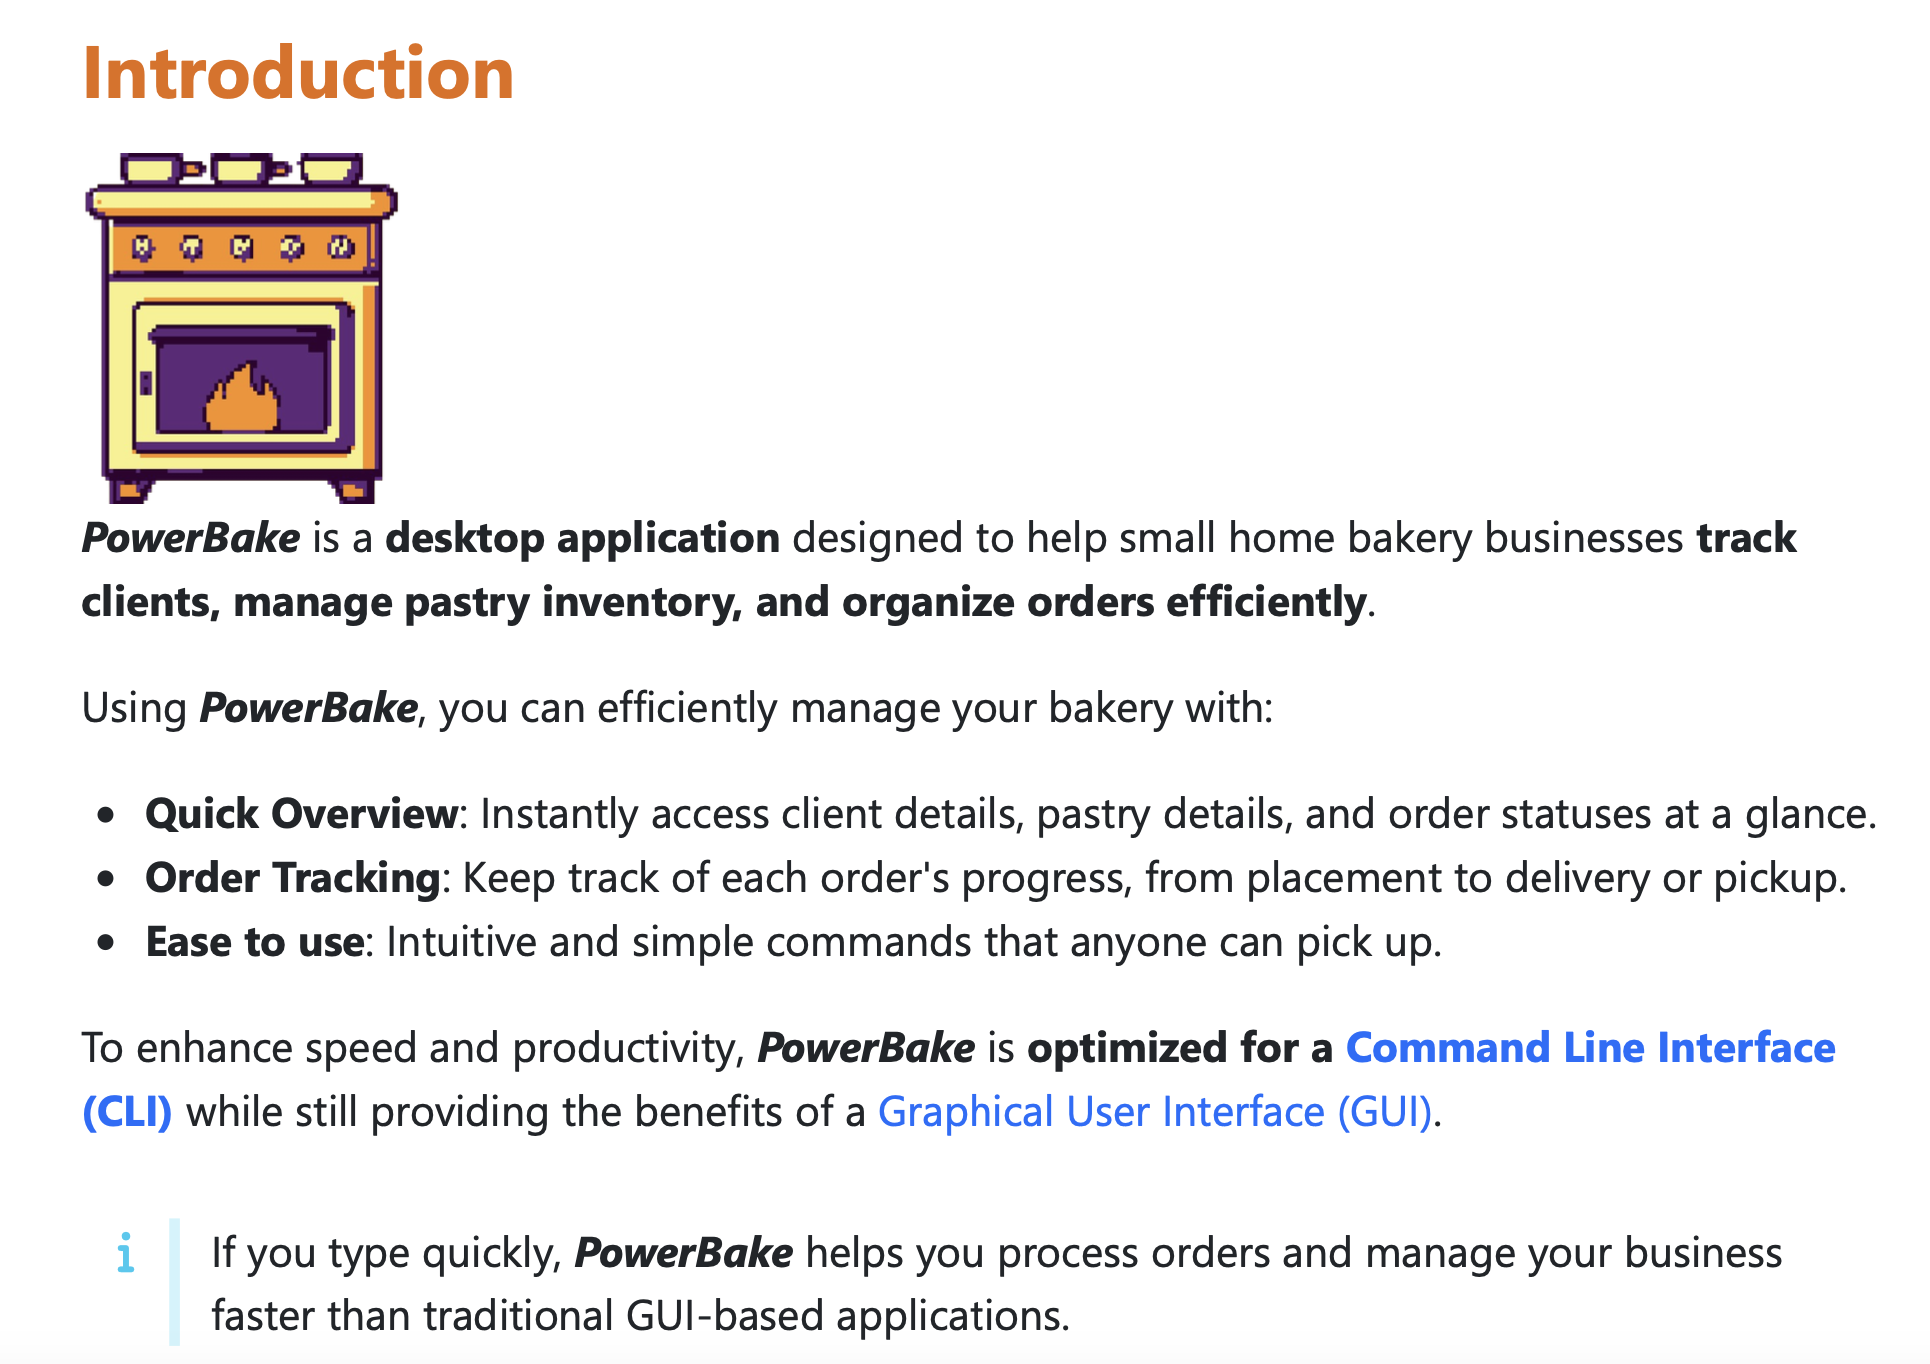 Introduction
PowerBake is a desktop application designed to help small home bakery businesses track
clients, manage pastry inventory, and organize orders efficiently.
Using PowerBake, you can efficiently manage your bakery with:
• Quick Overview: Instantly access client details, pastry details, and order statuses at a glance.
• Order Tracking: Keep track of each order's progress, from placement to delivery or pickup.
• Ease to use: Intuitive and simple commands that anyone can pick up.
To enhance speed and productivity, PowerBake is optimized for a Command Line Interface
(CLI) while still providing the benefits of a Graphical User Interface (GUI).
i If you type quickly, PowerBake helps you process orders and manage your business
faster than traditional GUI-based applications.